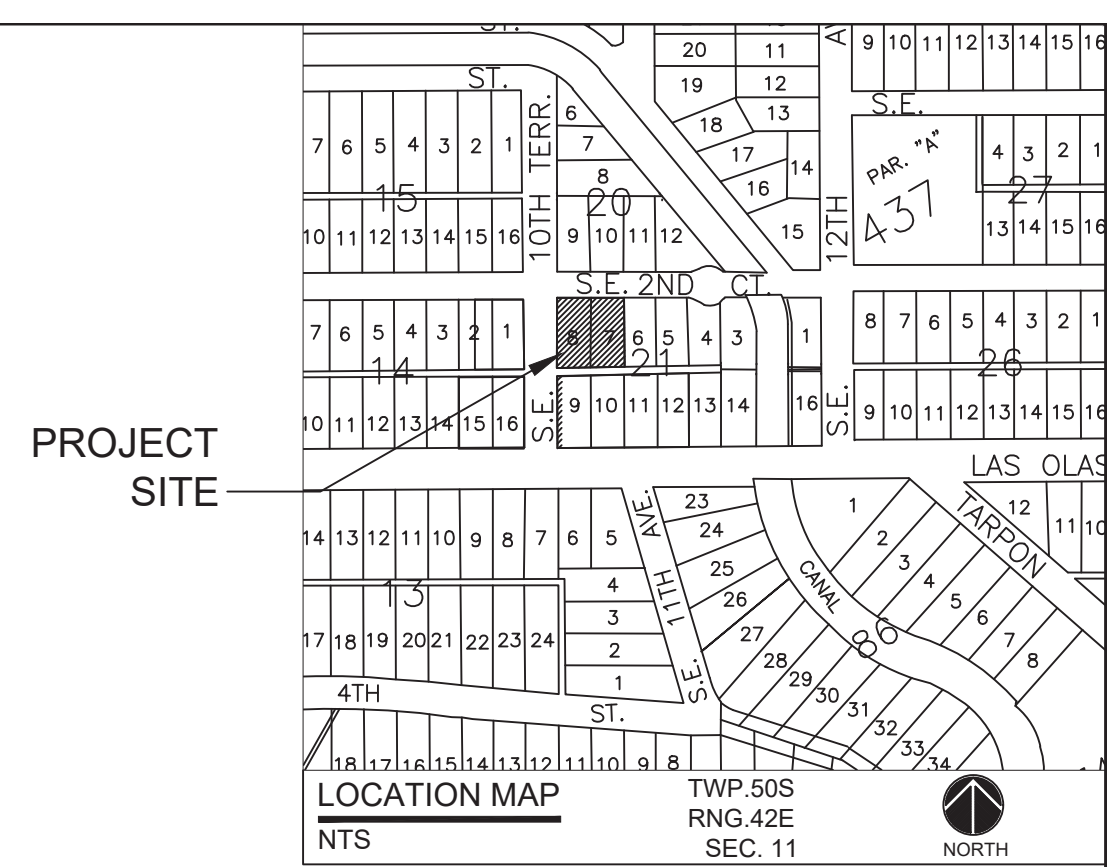 ST.
20 11 AV 9 10 11 12 13 14 15 16
ST. 19 12 S.E.
7 6 5 4 3 2 1 10TH TERR. 6 18 13 PAR. "A" 4 3 2 1
7 17 14
15 8 20 16 437 27
10 11 12 13 14 15 16 9 10 11 12 15 12TH 13 14 15 16
S.E. 2ND CT.
7 6 5 4 3 2 1 8 7 6 5 4 3 1 8 7 6 5 4 3 2 1
14 21 26
10 11 12 13 14 15 16 S.E. 9 10 11 12 13 14 16 S.E. 9 10 11 12 13 14 15 16
PROJECT
SITE
LAS OLAS
14 13 12 11 10 9 8 7 6 5 S.E. 11TH AVE. 23 1 TARPON 12 11 10
24 2
13 4 25 CANAL 3
3 26 4
17 18 19 20 21 22 23 24 2 27 86 5
1 28 6
4TH ST. 29 7
30 8
31
32
18 17 16 15 14 13 12 11 10 9 8 33
34
LOCATION MAP
NTS
TWP.50S
RNG.42E
SEC. 11
NORTH